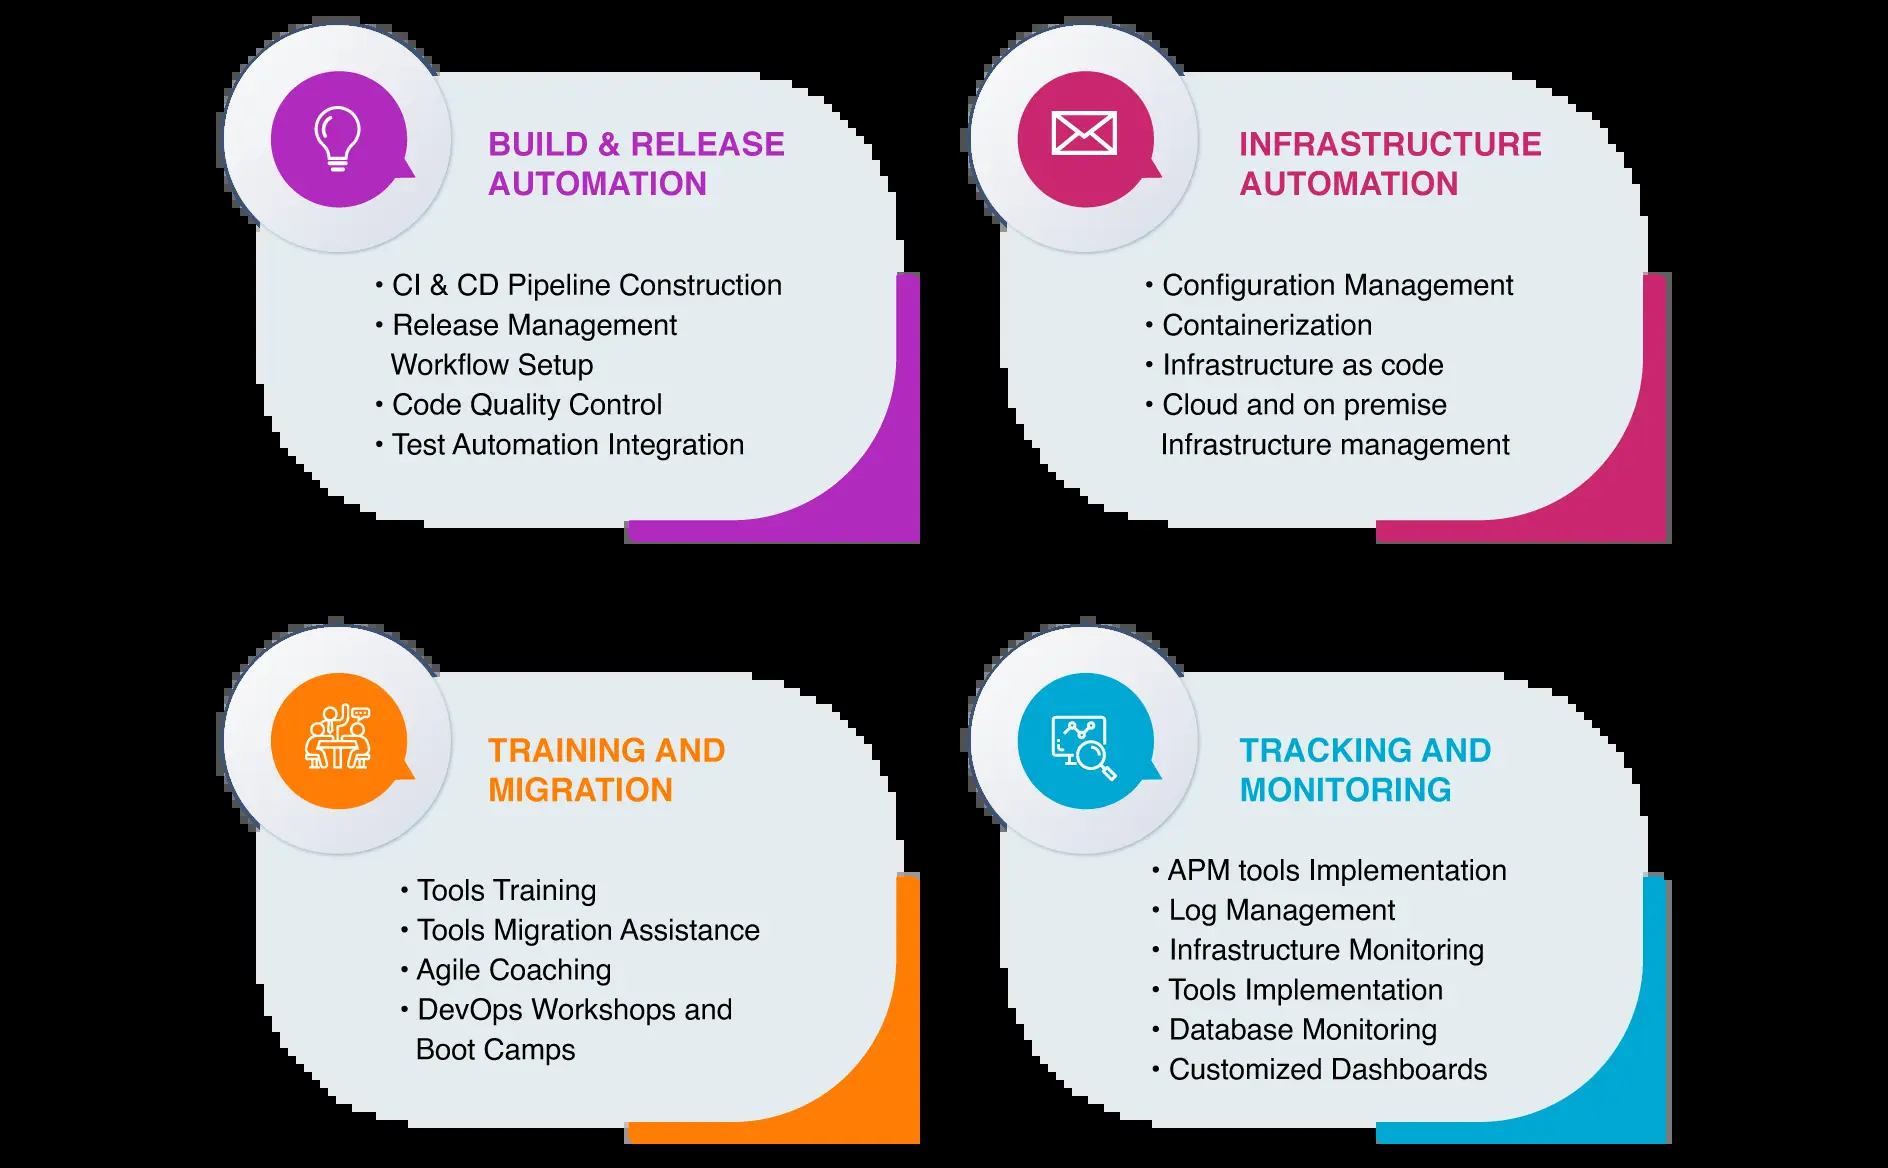 BUILD & RELEASE
AUTOMATION
• CI & CD Pipeline Construction
• Release Management
Workflow Setup
• Code Quality Control
• Test Automation Integration
INFRASTRUCTURE
AUTOMATION
• Configuration Management
• Containerization
• Infrastructure as code
• Cloud and on premise
Infrastructure management
TRAINING AND
MIGRATION
• Tools Training
• Tools Migration Assistance
• Agile Coaching
• DevOps Workshops and
Boot Camps
TRACKING AND
MONITORING
• APM tools Implementation
• Log Management
• Infrastructure Monitoring
• Tools Implementation
• Database Monitoring
• Customized Dashboards